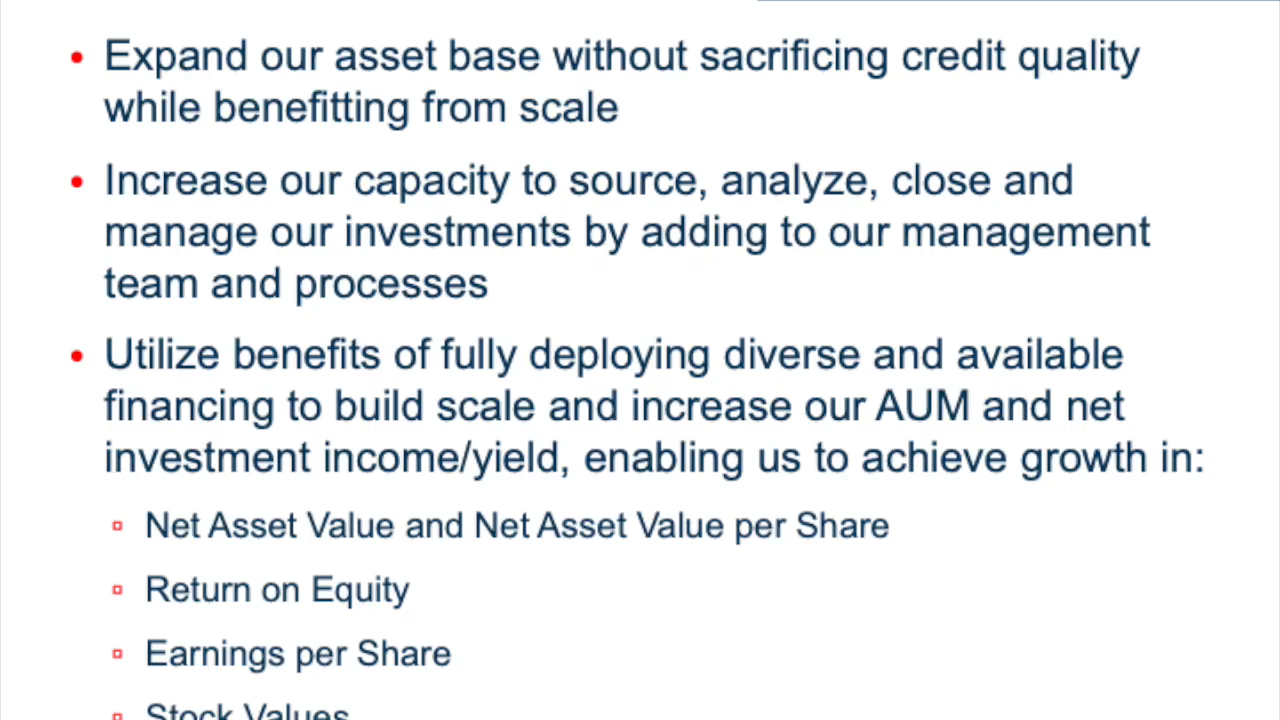 • Expand our asset base without sacrificing credit quality
while benefitting from scale
• Increase our capacity to source, analyze, close and
manage our investments by adding to our management
team and processes
• Utilize benefits of fully deploying diverse and available
financing to build scale and increase our AUM and net
investment income/yield, enabling us to achieve growth in:
▫ Net Asset Value and Net Asset Value per Share
▫ Return on Equity
▫ Earnings per Share
▫ Stock Values